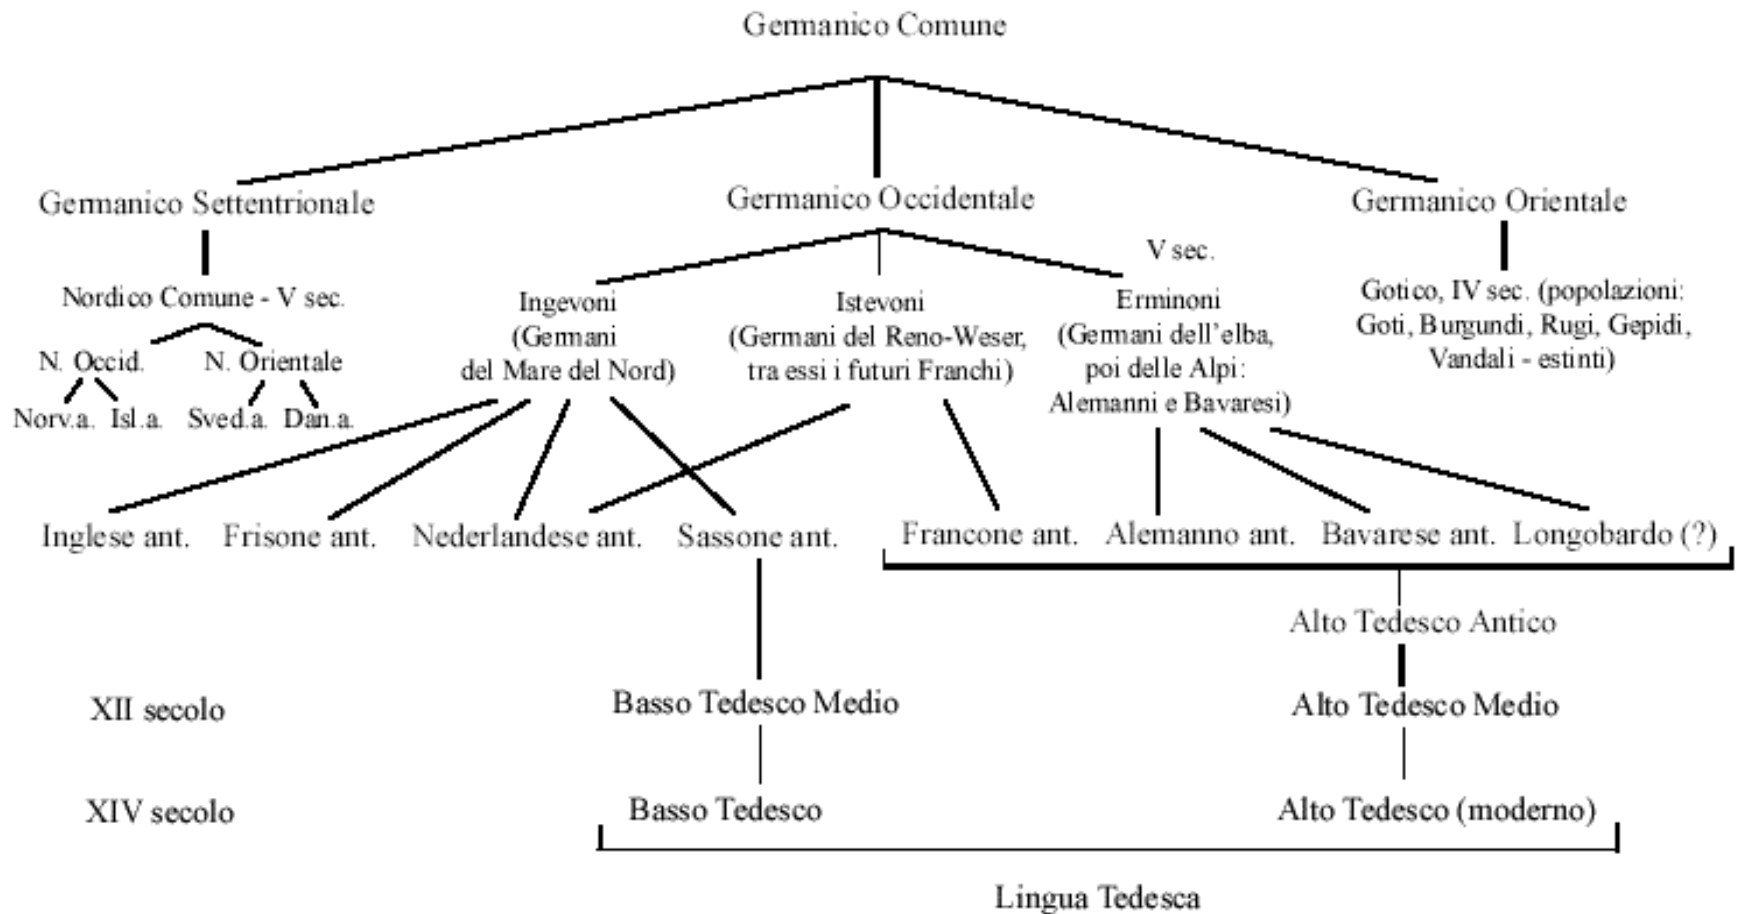 Germanico Comune
Germanico Settentrionale
Germanico Occidentale
Germanico Orientale
V sec.
Nordico Comune - V sec.
N. Occid.
N. Orientale
Norv.a.
Isl.a.
Sved.a.
Dan.a.
Ingevoni
(Germani
del Mare del Nord)
Istevoni
(Germani del Reno-Weser,
tra essi i futuri Franchi)
Erminoni
(Germani dell'elba,
poi delle Alpi:
Alemanni e Bavaresi)
Gotico, IV sec. (popolazioni:
Goti, Burgundi, Rugi, Gepidi,
Vandali - estinti)
Inglese ant.
Frisone ant.
Nederlandese ant.
Sassone ant.
Francone ant.
Alemanno ant.
Bavarese ant.
Longobardo (?)
Alto Tedesco Antico
XII secolo
Basso Tedesco Medio
Alto Tedesco Medio
XIV secolo
Basso Tedesco
Alto Tedesco (moderno)
Lingua Tedesca